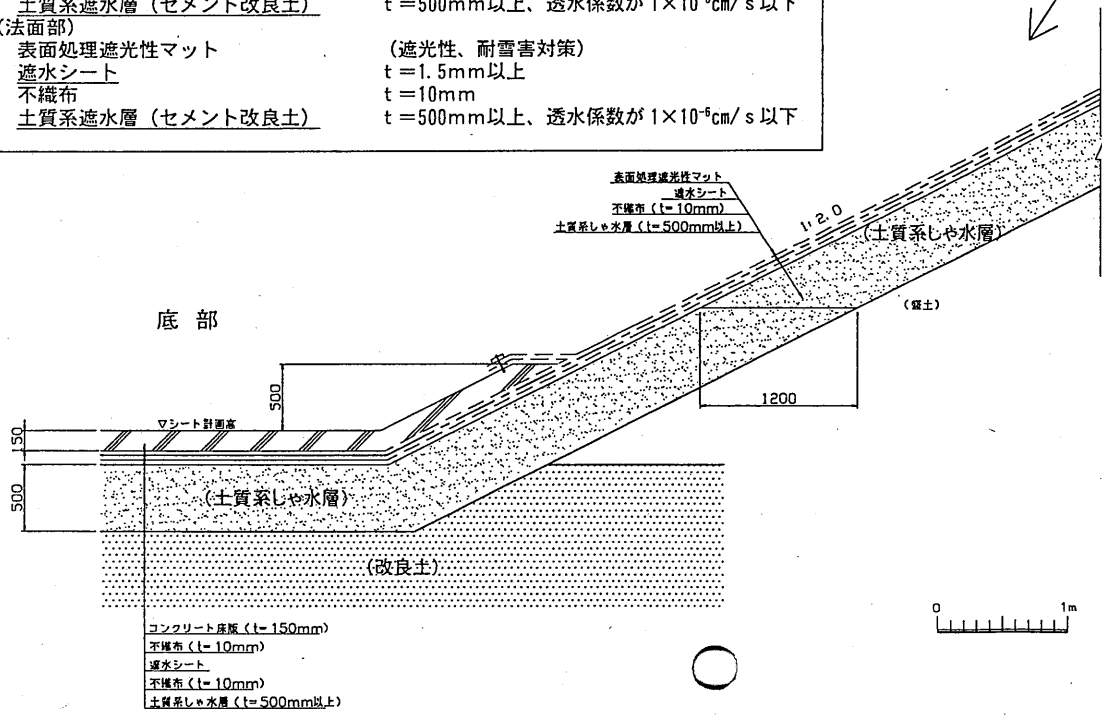 土質系遮水層（セメント改良土） t＝500mm以上、透水係数が1×10⁻⁶cm/s以下
（法面部）
表面処理遮光性マット （遮光性、耐雪害対策）
遮水シート t＝1.5mm以上
不織布 t＝10mm
土質系遮水層（セメント改良土） t＝500mm以上、透水係数が1×10⁻⁶cm/s以下
表面処理遮光性マット
遮水シート
不織布（t=10mm）
土質系しゃ水層（t=500mm以上）
1:2.0
（土質系しゃ水層）
（盛土）
底部
500
1200
▽シート計画高
150
500
（土質系しゃ水層）
（改良土）
コンクリート床版（t=150mm）
不織布（t=10mm）
遮水シート
不織布（t=10mm）
土質系しゃ水層（t=500mm以上）
0 1m